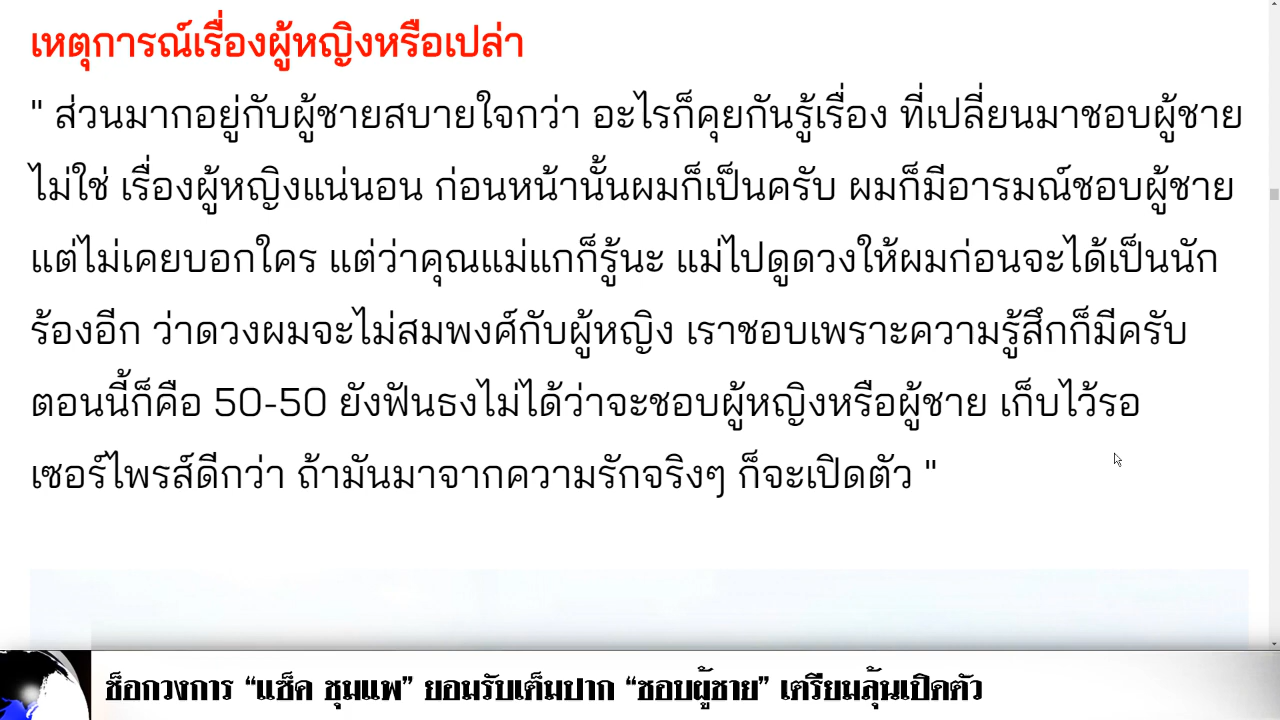 เหตุการณ์เรื่องผู้หญิงหรือเปล่า
" ส่วนมากอยู่กับผู้ชายสบายใจกว่า อะไรก็คุยกันรู้เรื่อง ที่เปลี่ยนมาชอบผู้ชาย
ไม่ใช่ เรื่องผู้หญิงแน่นอน ก่อนหน้านั้นผมก็เป็นครับ ผมก็มีอารมณ์ชอบผู้ชาย
แต่ไม่เคยบอกใคร แต่ว่าคุณแม่แกก็รู้นะ แม่ไปดูดวงให้ผมก่อนจะได้เป็นนัก
ร้องอีก ว่าดวงผมจะไม่สมพงศ์กับผู้หญิง เราชอบเพราะความรู้สึกก็มีครับ
ตอนนี้ก็คือ 50-50 ยังฟันธงไม่ได้ว่าจะชอบผู้หญิงหรือผู้ชาย เก็บไว้รอ
เซอร์ไพรส์ดีกว่า ถ้ามันมาจากความรักจริงๆ ก็จะเปิดตัว "
ช็อกวงการ “แซ็ค ชุมแพ” ยอมรับเต็มปาก “ชอบผู้ชาย” เตรียมลุ้นเปิดตัว